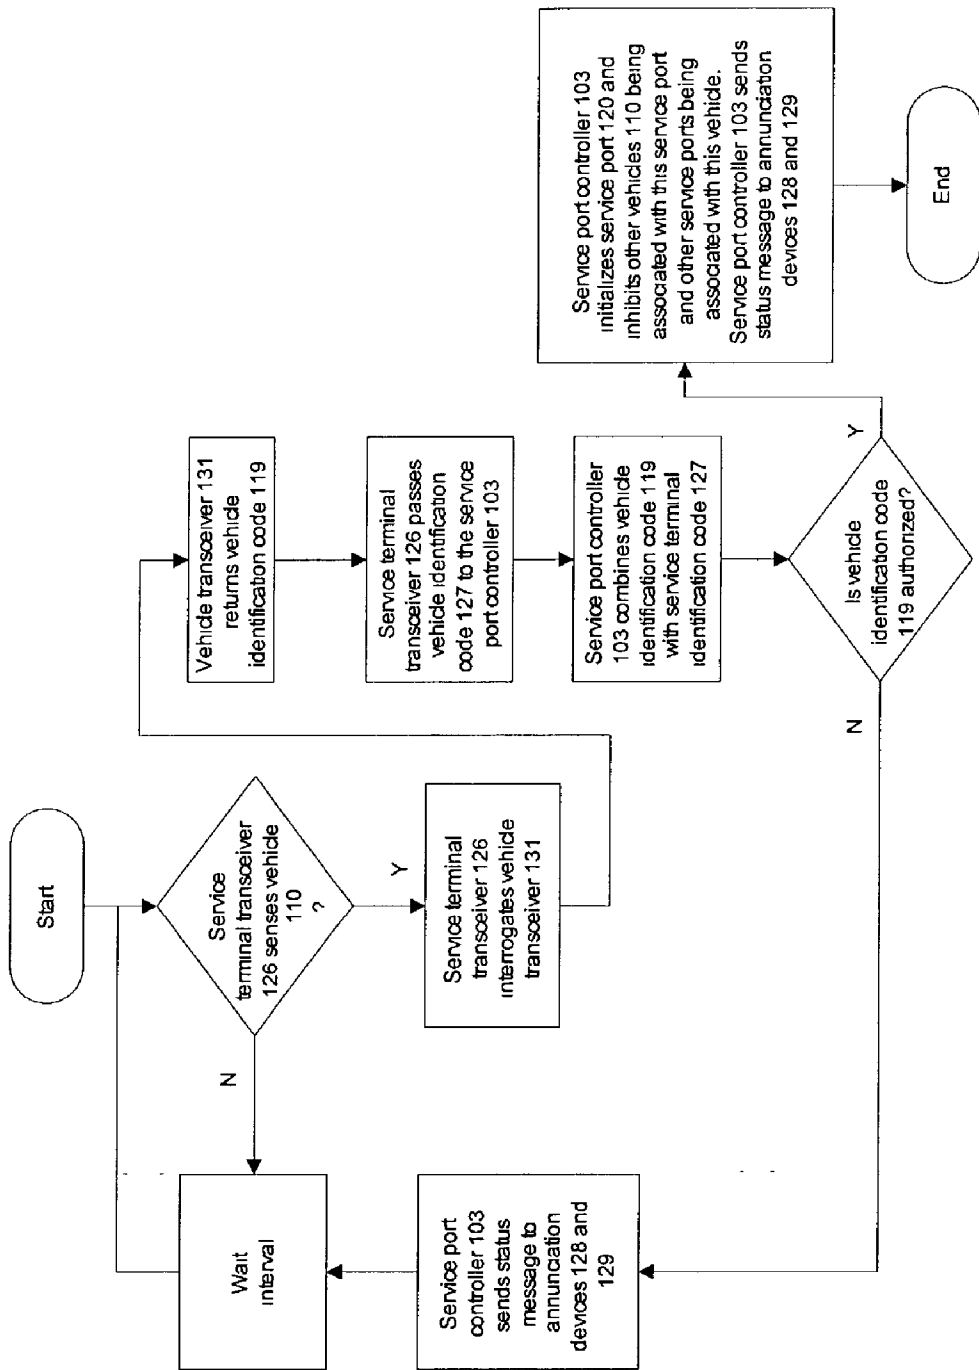 Start
Service
terminal transceiver
126 senses vehicle
110
?
N
Y
Wait
interval
Service terminal
transceiver 126
interrogates vehicle
transceiver 131
Vehicle transceiver 131
returns vehicle
identification code 119
Service terminal
transceiver 126 passes
vehicle identification
code 127 to the service
port controller 103
Service port controller
103 combines vehicle
identification code 119
with service terminal
identification code 127
Is vehicle
identification code
119 authorized?
N
Y
Service port
controller 103
sends status
message to
annunciation
devices 128 and
129
Service port controller 103
initializes service port 120 and
inhibits other vehicles 110 being
associated with this service port
and other service ports being
associated with this vehicle.
Service port controller 103 sends
status message to annunciation
devices 128 and 129
End